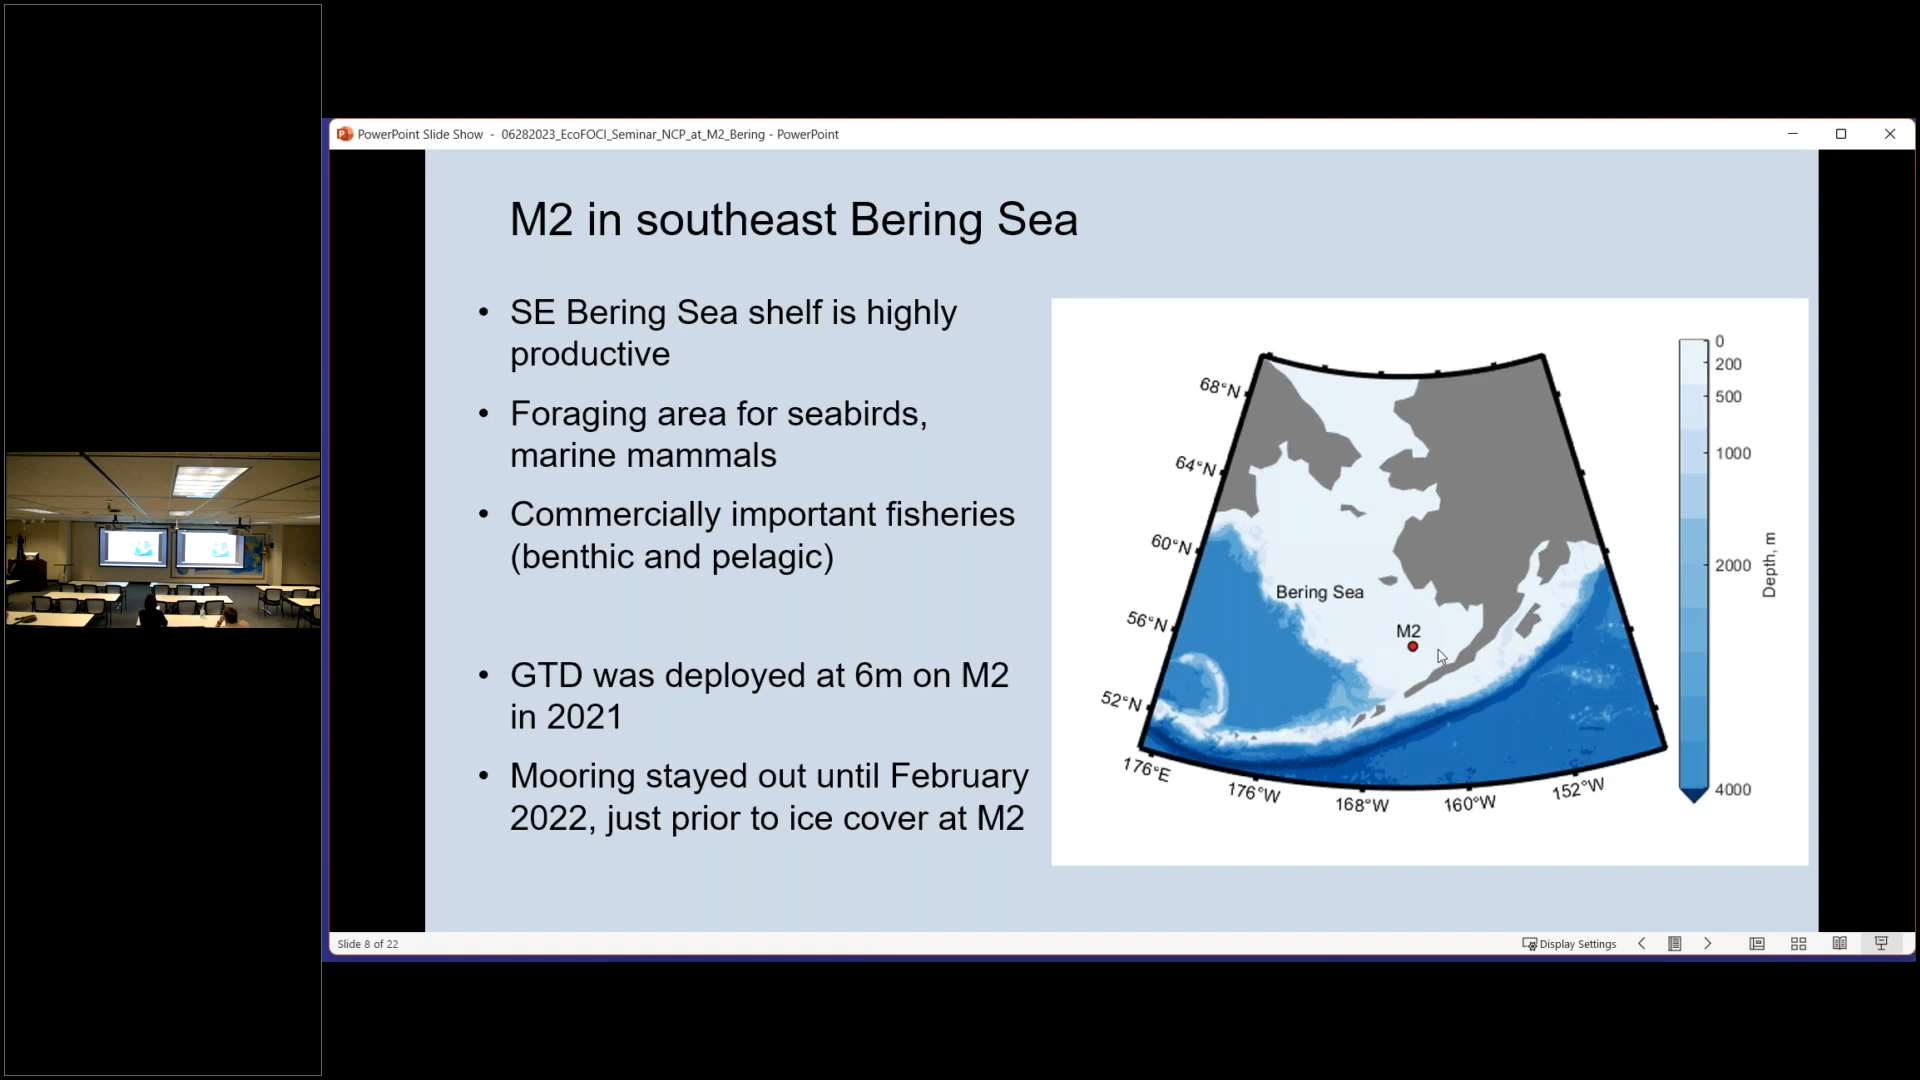 PowerPoint Slide Show - 06282023_EcoFOCI_Seminar_NCP_at_M2_Bering - PowerPoint
M2 in southeast Bering Sea
• SE Bering Sea shelf is highly
productive
• Foraging area for seabirds,
marine mammals
• Commercially important fisheries
(benthic and pelagic)
• GTD was deployed at 6m on M2
in 2021
• Mooring stayed out until February
2022, just prior to ice cover at M2
68°N
64°N
60°N
56°N
52°N
176°E
176°W
168°W
160°W
152°W
Bering Sea
M2
0
200
500
1000
2000
4000
Depth, m
Slide 8 of 22
Display Settings